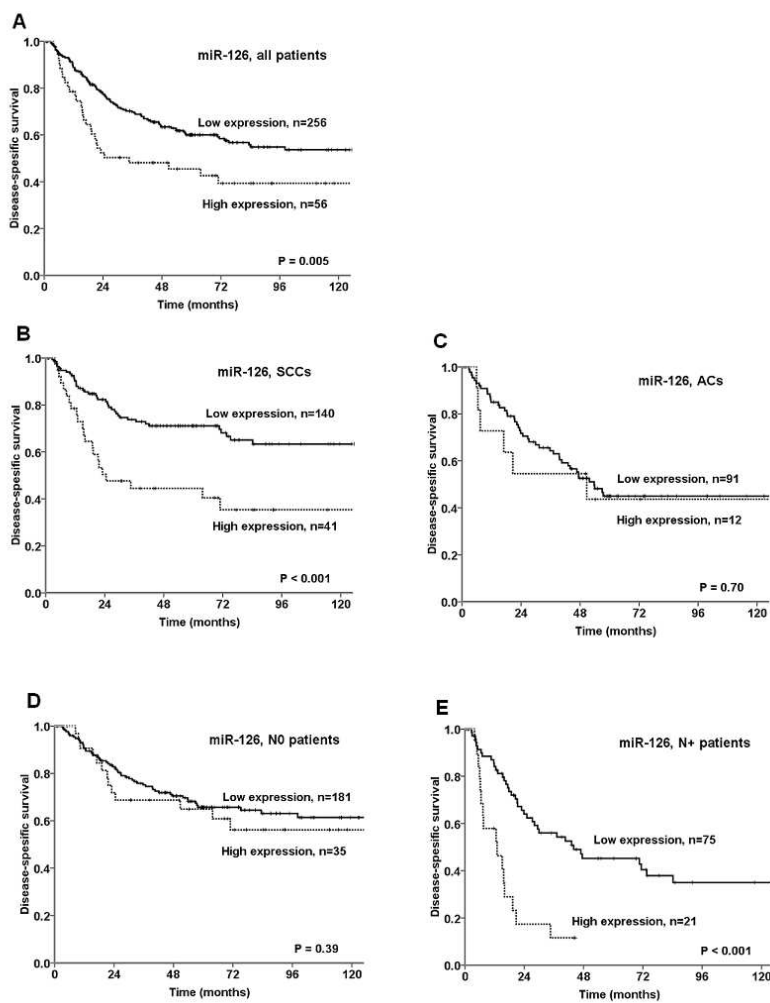 A
miR-126, all patients
Disease-spesific survival
1.0
0.8
0.6
0.4
0.2
0.0
Low expression, n=256
High expression, n=56
P = 0.005
0 24 48 72 96 120
Time (months)
B
miR-126, SCCs
Disease-spesific survival
1.0
0.8
0.6
0.4
0.2
0.0
Low expression, n=140
High expression, n=41
P < 0.001
0 24 48 72 96 120
Time (months)
C
miR-126, ACs
Disease-spesific survival
1.0
0.8
0.6
0.4
0.2
0.0
Low expression, n=91
High expression, n=12
P = 0.70
0 24 48 72 96 120
Time (months)
D
miR-126, N0 patients
Disease-spesific survival
1.0
0.8
0.6
0.4
0.2
0.0
Low expression, n=181
High expression, n=35
P = 0.39
0 24 48 72 96 120
Time (months)
E
miR-126, N+ patients
Disease-spesific survival
1.0
0.8
0.6
0.4
0.2
0.0
Low expression, n=75
High expression, n=21
P < 0.001
0 24 48 72 96 120
Time (months)